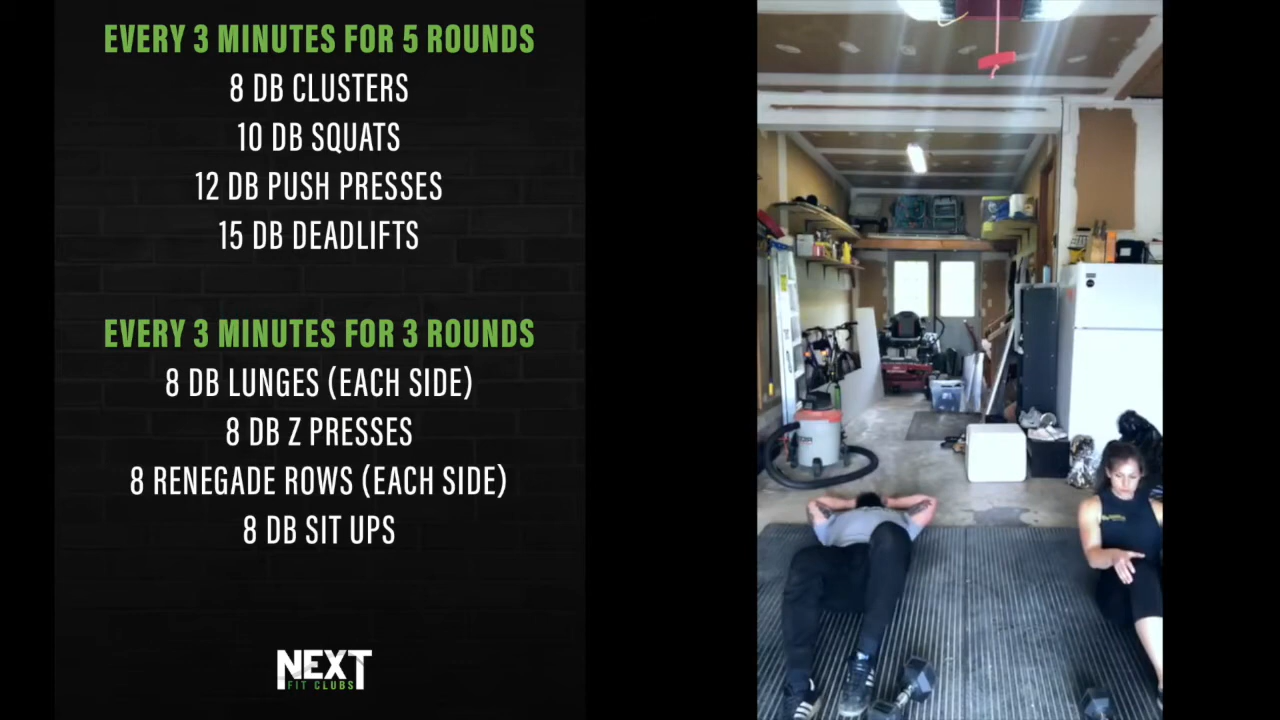 EVERY 3 MINUTES FOR 5 ROUNDS
8 DB CLUSTERS
10 DB SQUATS
12 DB PUSH PRESSES
15 DB DEADLIFTS
EVERY 3 MINUTES FOR 3 ROUNDS
8 DB LUNGES (EACH SIDE)
8 DB Z PRESSES
8 RENEGADE ROWS (EACH SIDE)
8 DB SIT UPS
NEXT
FIT CLUBS